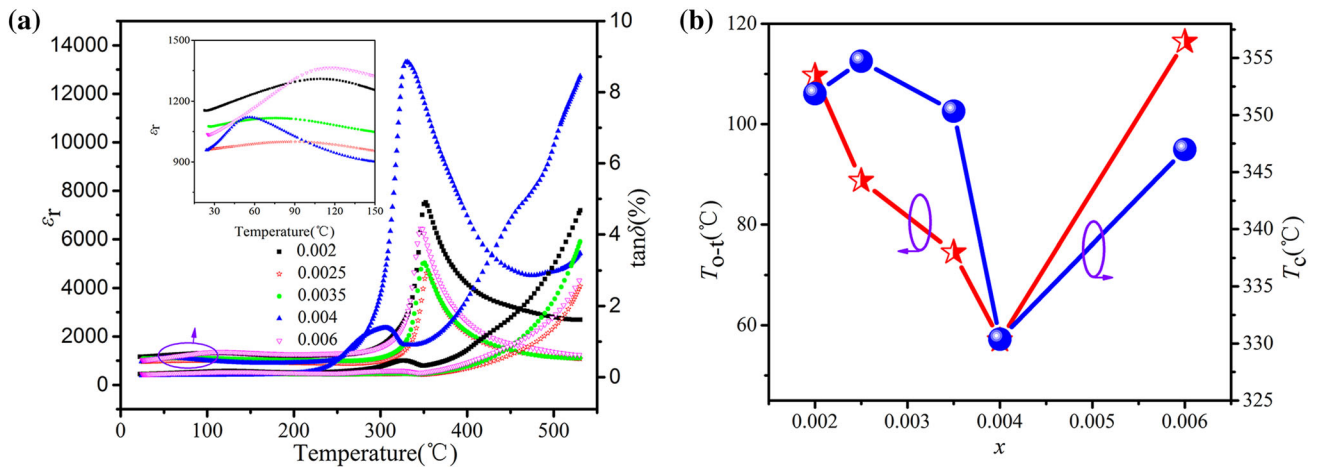 (a)
14000
12000
10000
8000
6000
4000
2000
0
εr
1500
1200
900
εr
30 60 90 120 150
Temperature(℃)
0.002
0.0025
0.0035
0.004
0.006
10
8
6
4
2
0
tanδ(%)
0 100 200 300 400 500
Temperature(℃)
(b)
120
100
80
60
To-t(℃)
355
350
345
340
335
330
325
Tc(℃)
0.002 0.003 0.004 0.005 0.006
x